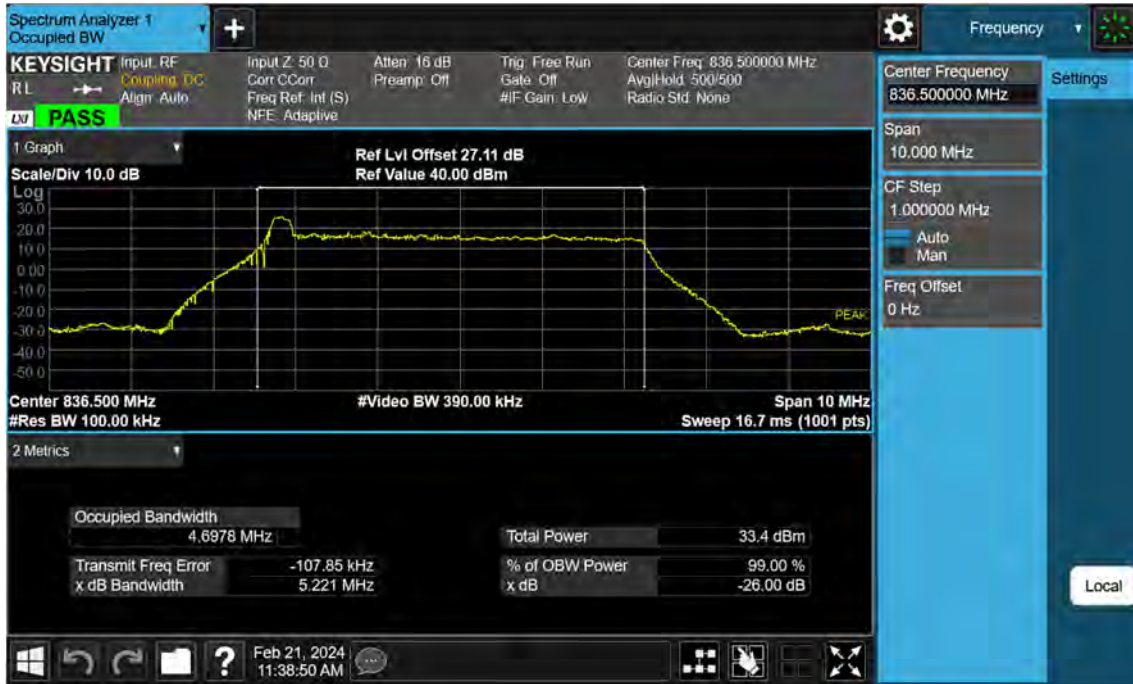 Spectrum Analyzer 1
Occupied BW
Frequency
KEYSIGHT
RL
LXI
PASS
Input: RF
Coupling: DC
Align: Auto
Input Z: 50 Ω
Corr CCorr
Freq Ref: Int (S)
NFE: Adaptive
Atten: 16 dB
Preamp: Off
Trig: Free Run
Gate: Off
#IF Gain: Low
Center Freq: 836.500000 MHz
Avg|Hold: 500/500
Radio Std: None
1 Graph
Scale/Div 10.0 dB
Ref Lvl Offset 27.11 dB
Ref Value 40.00 dBm
Log
30.0
20.0
10.0
0.00
-10.0
-20.0
-30.0
-40.0
-50.0
PEAK
Center 836.500 MHz
#Video BW 390.00 kHz
Span 10 MHz
#Res BW 100.00 kHz
Sweep 16.7 ms (1001 pts)
2 Metrics
Occupied Bandwidth
4.6978 MHz
Total Power 33.4 dBm
Transmit Freq Error -107.85 kHz
% of OBW Power 99.00 %
x dB Bandwidth 5.221 MHz
x dB -26.00 dB
Center Frequency
836.500000 MHz
Settings
Span
10.000 MHz
CF Step
1.000000 MHz
Auto
Man
Freq Offset
0 Hz
Local
?
Feb 21, 2024
11:38:50 AM